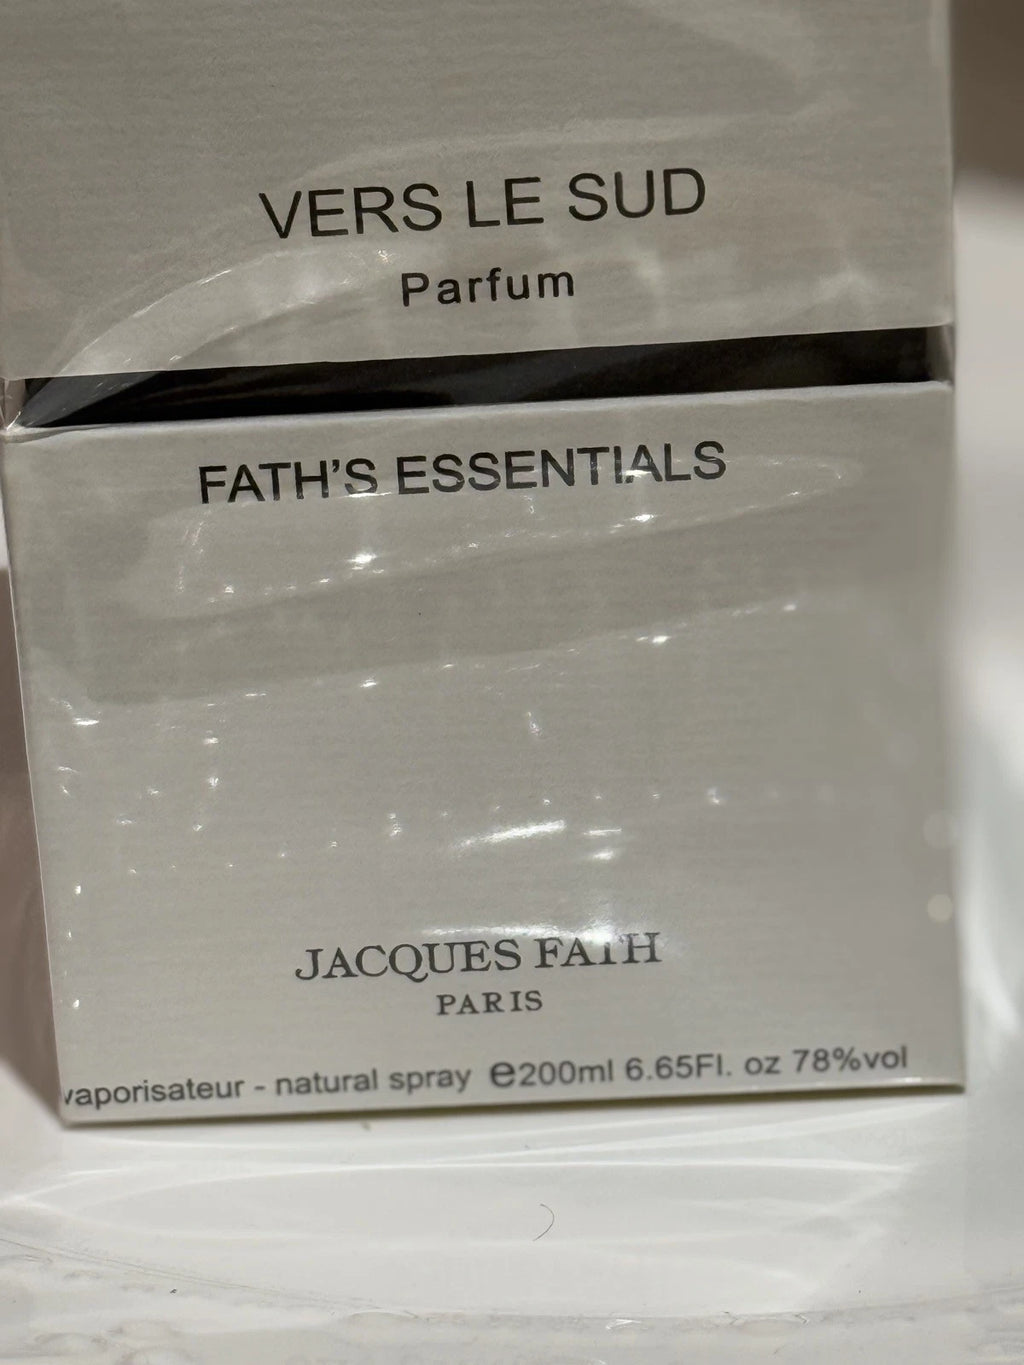 VERS LE SUD
Parfum
FATH'S ESSENTIALS
JACQUES FATH
PARIS
vaporisateur - natural spray ℮200ml 6.65Fl. oz 78%vol